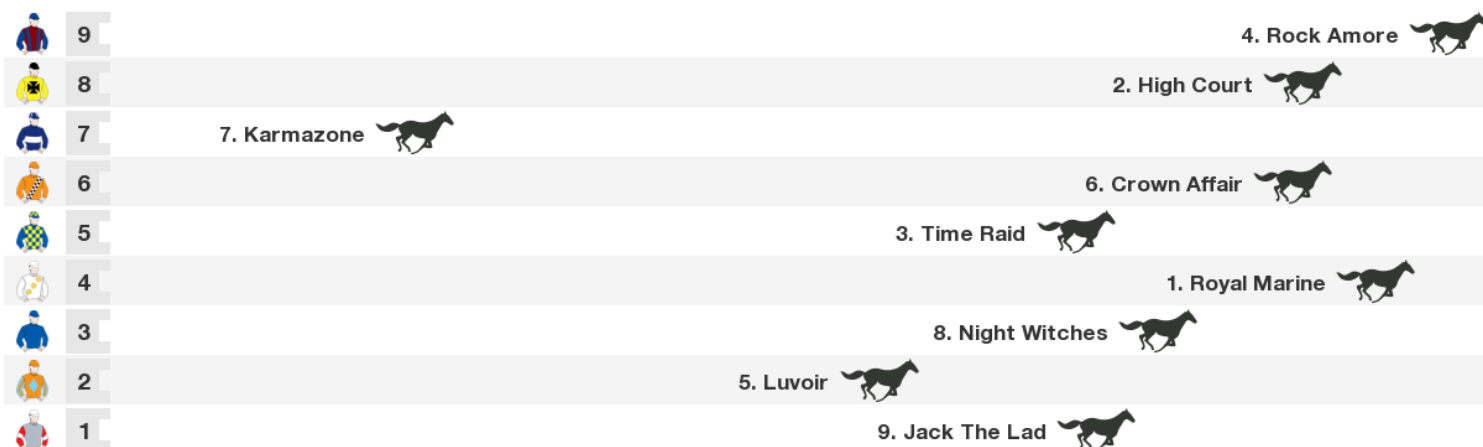 9 4. Rock Amore
8 2. High Court
7 7. Karmazone
6 6. Crown Affair
5 3. Time Raid
4 1. Royal Marine
3 8. Night Witches
2 5. Luvoir
1 9. Jack The Lad